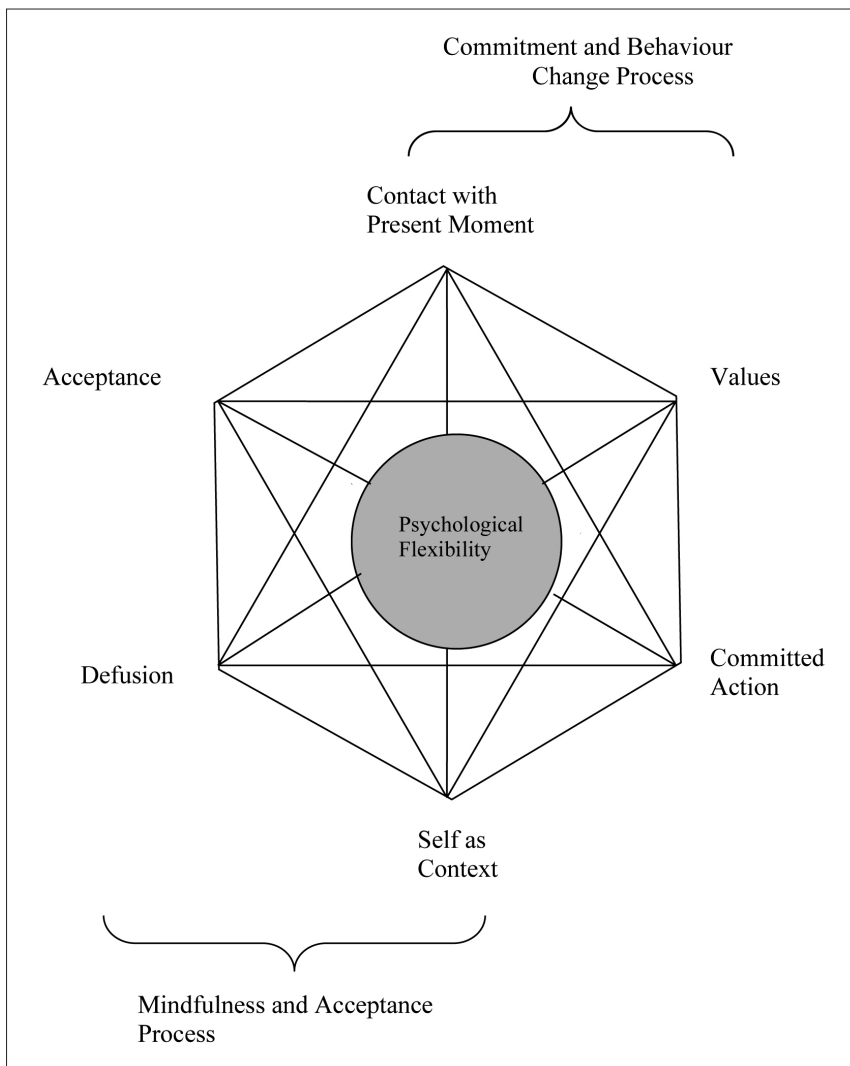 Commitment and Behaviour
Change Process
Contact with
Present Moment
Acceptance
Values
Psychological
Flexibility
Defusion
Committed
Action
Self as
Context
Mindfulness and Acceptance
Process